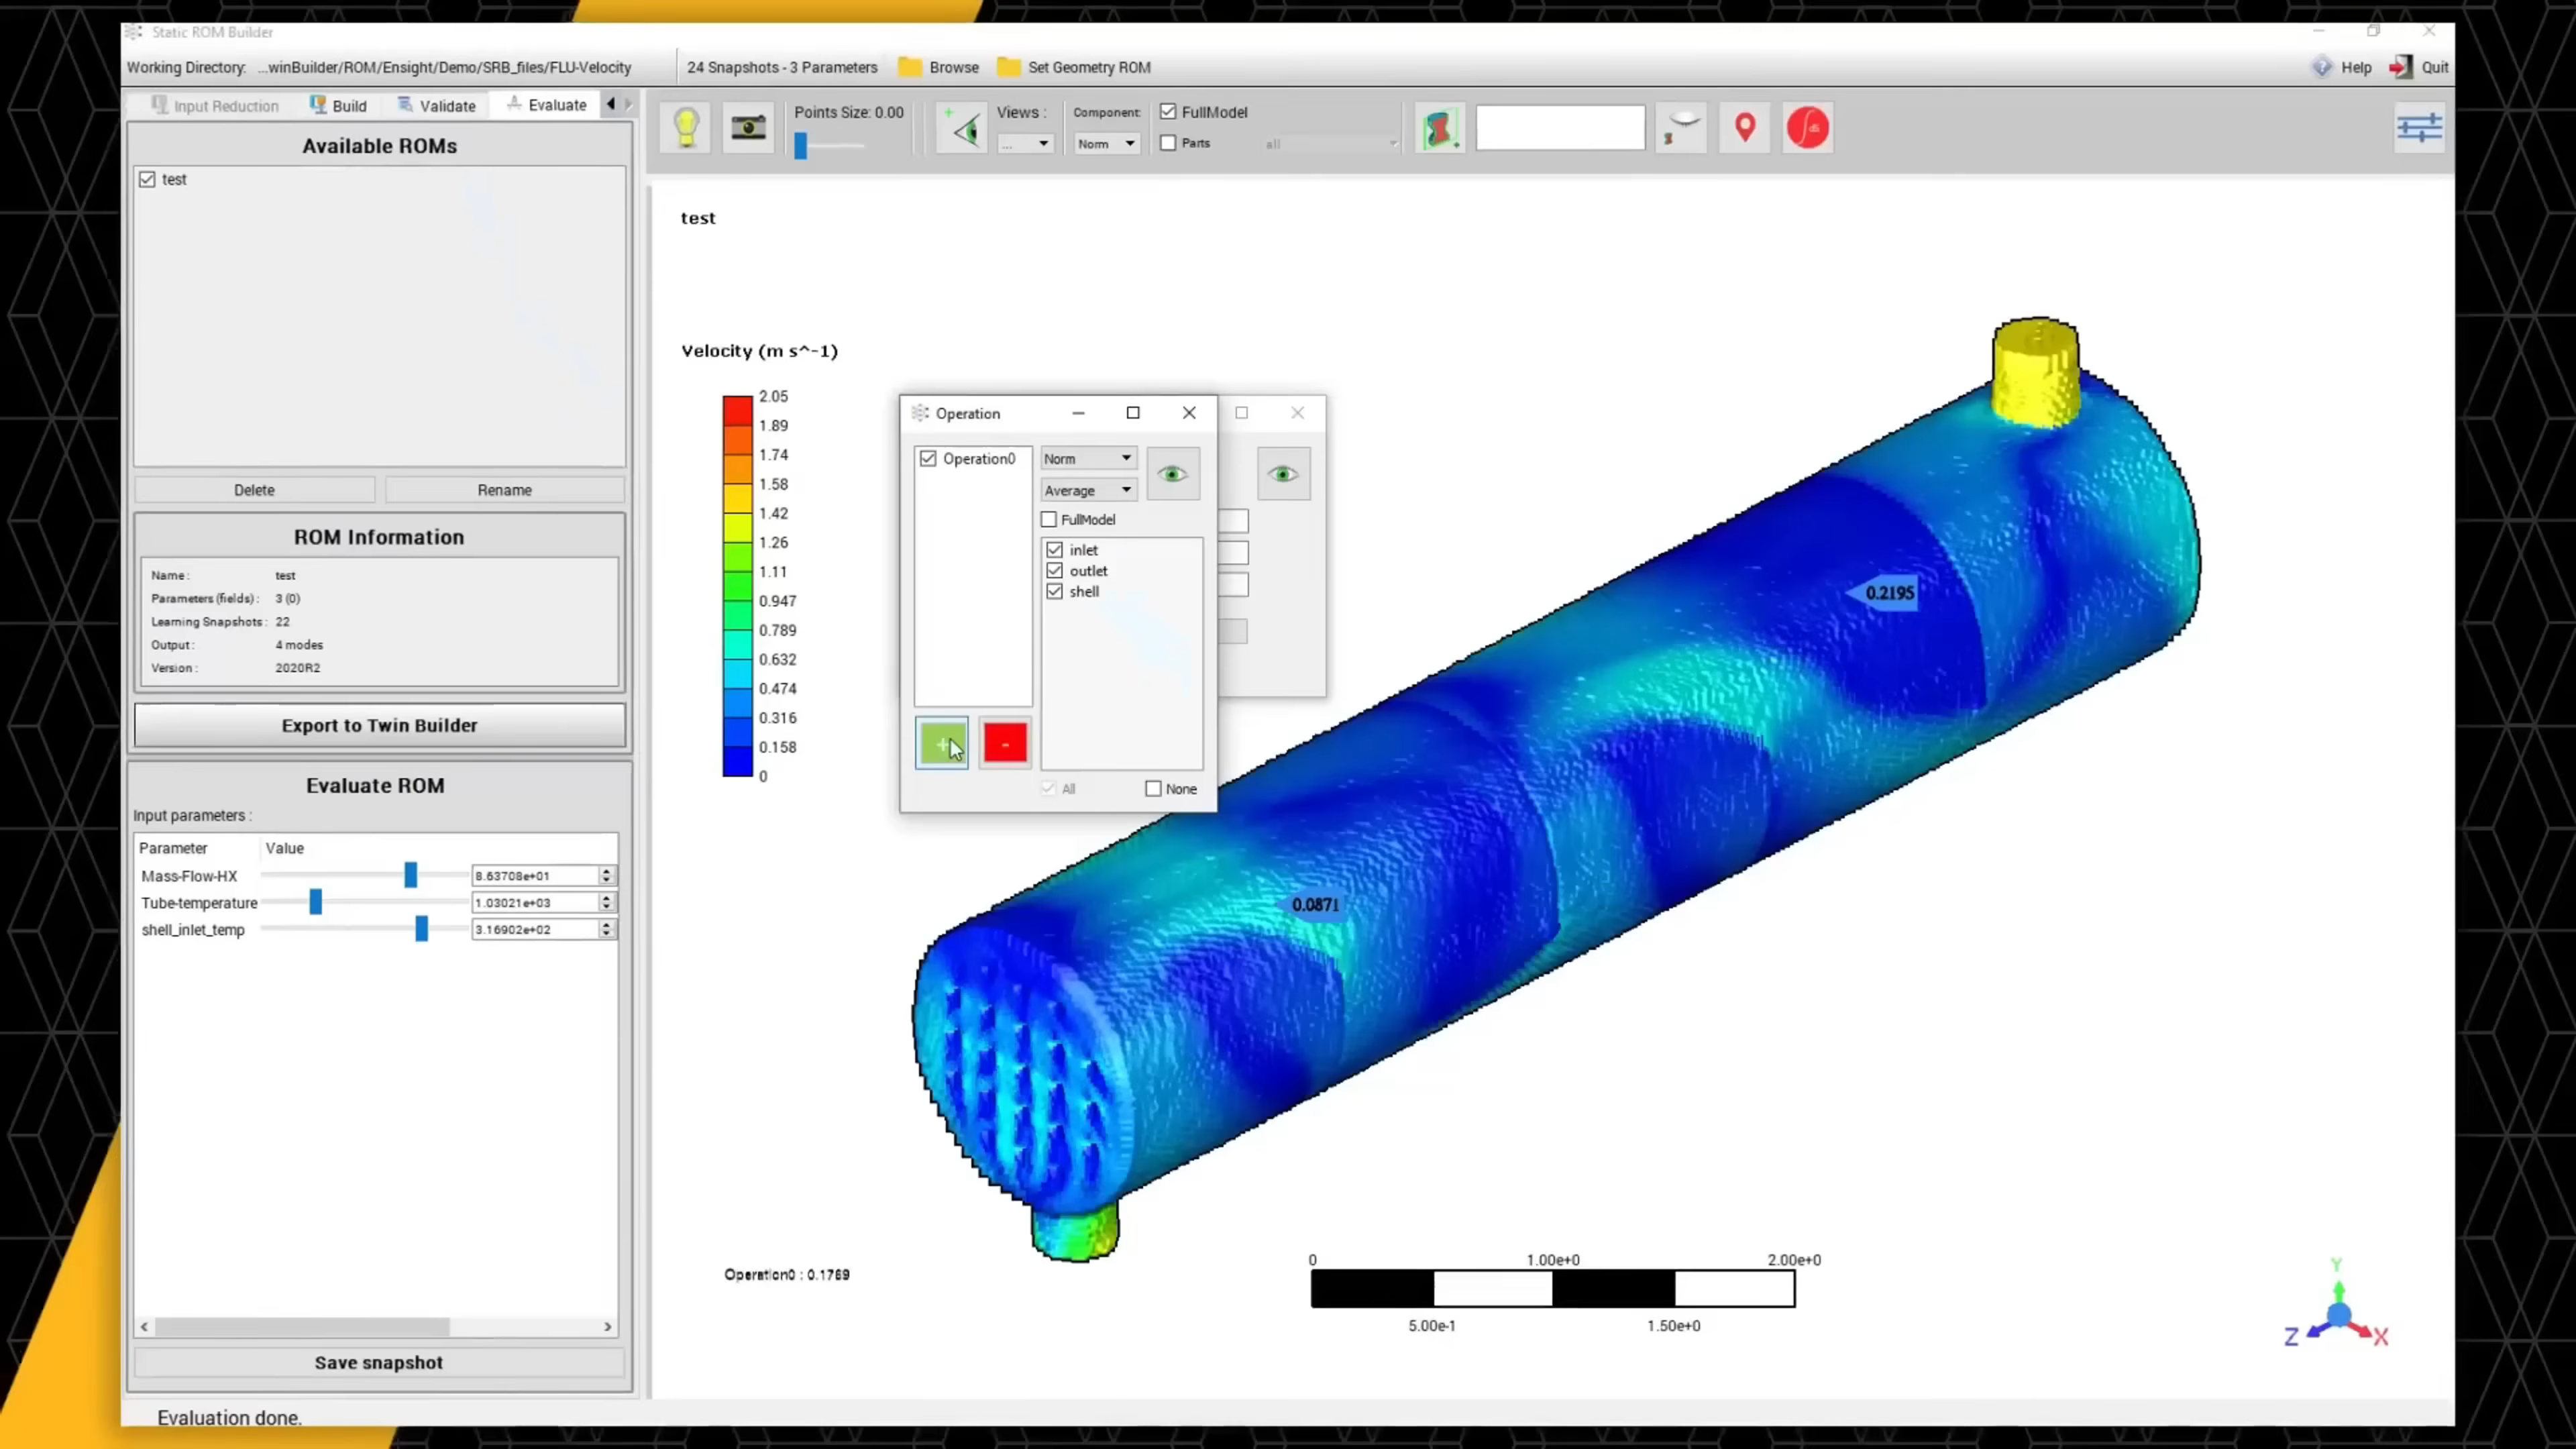 Static ROM Builder
Working Directory: ...winBuilder/ROM/Ensight/Demo/SRB_files/FLU-Velocity
24 Snapshots - 3 Parameters
Browse
Set Geometry ROM
Help
Quit
Input Reduction
Build
Validate
Evaluate
Available ROMs
test
Delete
Rename
ROM Information
Name : test
Parameters (fields) : 3 (0)
Learning Snapshots : 22
Output : 4 modes
Version : 2020R2
Export to Twin Builder
Evaluate ROM
Input parameters :
Parameter Value
Mass-Flow-HX 8.63708e+01
Tube-temperature 1.03021e+03
shell_inlet_temp 3.16902e+02
Save snapshot
Evaluation done.
Points Size: 0.00
Views :
...
Component:
Norm
FullModel
Parts
all
test
Velocity (m s^-1)
2.05
1.89
1.74
1.58
1.42
1.26
1.11
0.947
0.789
0.632
0.474
0.316
0.158
0
Operation
Operation0
Norm
Average
FullModel
inlet
outlet
shell
+
-
All
None
0.2195
0.0871
Operation0 : 0.1769
0 1.00e+0 2.00e+0
5.00e-1 1.50e+0
Y
Z
X